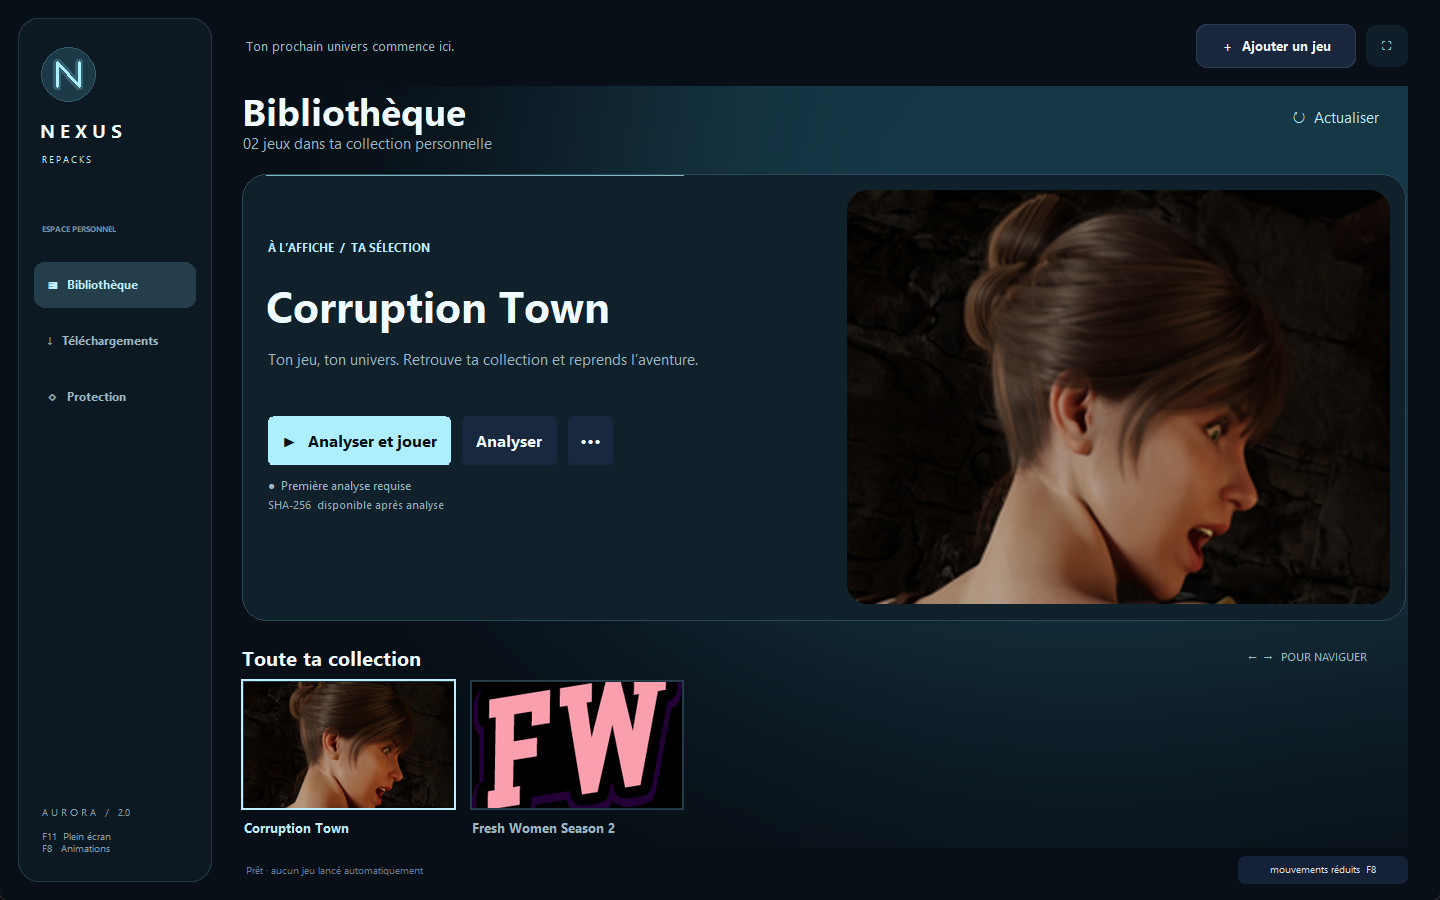 N
NEXUS
REPACKS
ESPACE PERSONNEL
Bibliothèque
Téléchargements
Protection
AURORA / 2.0
F11 Plein écran
F8 Animations
Ton prochain univers commence ici.
+ Ajouter un jeu
Bibliothèque
02 jeux dans ta collection personnelle
Actualiser
À L’AFFICHE / TA SÉLECTION
Corruption Town
Ton jeu, ton univers. Retrouve ta collection et reprends l’aventure.
Analyser et jouer
Analyser
•••
● Première analyse requise
SHA-256 disponible après analyse
Toute ta collection
← → POUR NAVIGUER
FW
Corruption Town
Fresh Women Season 2
Prêt · aucun jeu lancé automatiquement
mouvements réduits F8